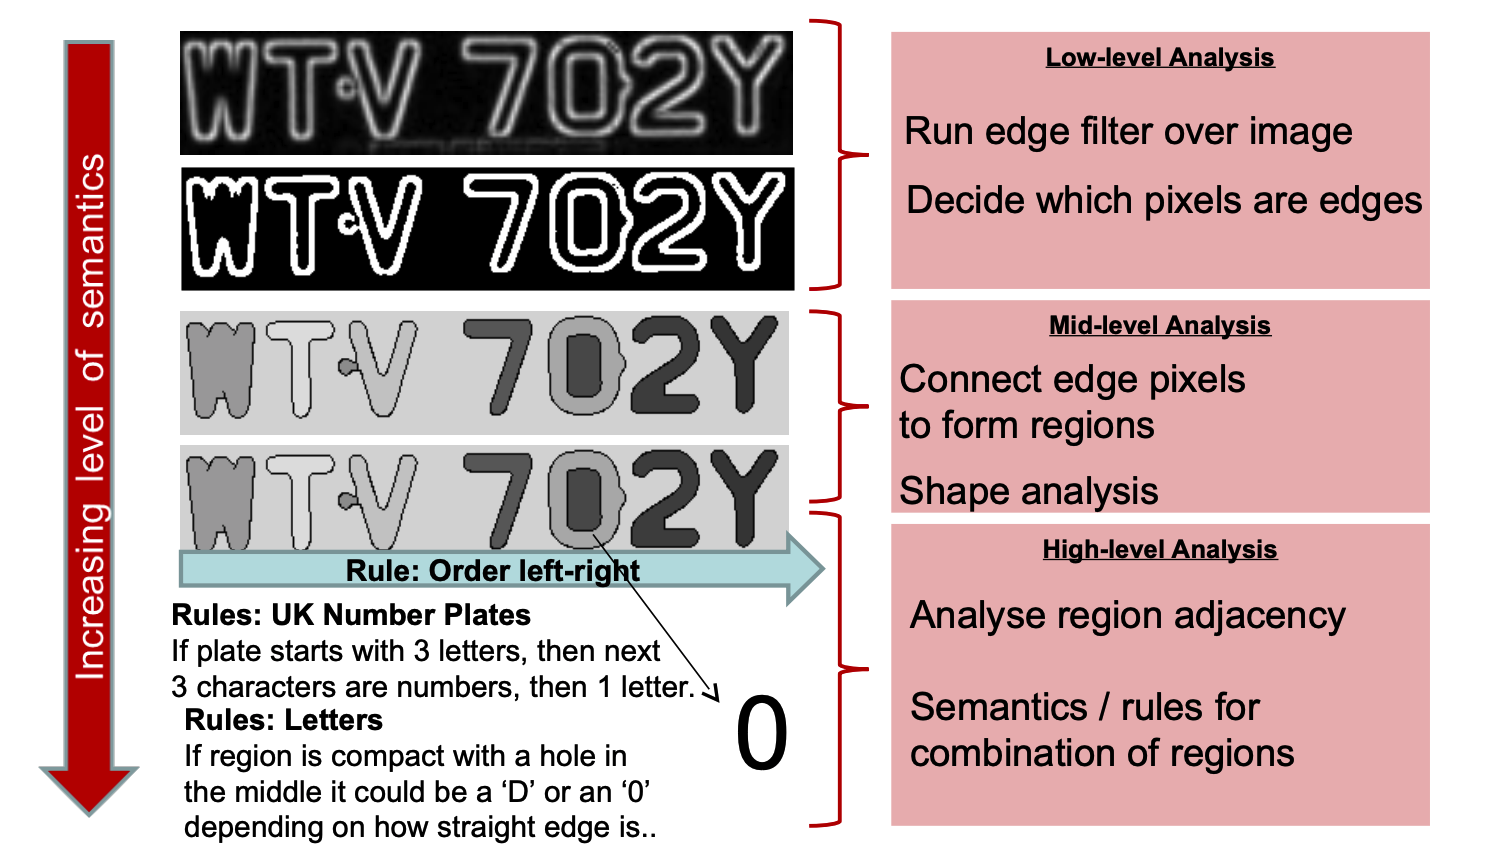 Increasing level of semantics
WTV 702Y
WTV 702Y
WTV 702Y
WTV 702Y
Rule: Order left-right
Rules: UK Number Plates
If plate starts with 3 letters, then next
3 characters are numbers, then 1 letter.
Rules: Letters
If region is compact with a hole in
the middle it could be a ‘D’ or an ‘0’
depending on how straight edge is..
0
Low-level Analysis
Run edge filter over image
Decide which pixels are edges
Mid-level Analysis
Connect edge pixels
to form regions
Shape analysis
High-level Analysis
Analyse region adjacency
Semantics / rules for
combination of regions